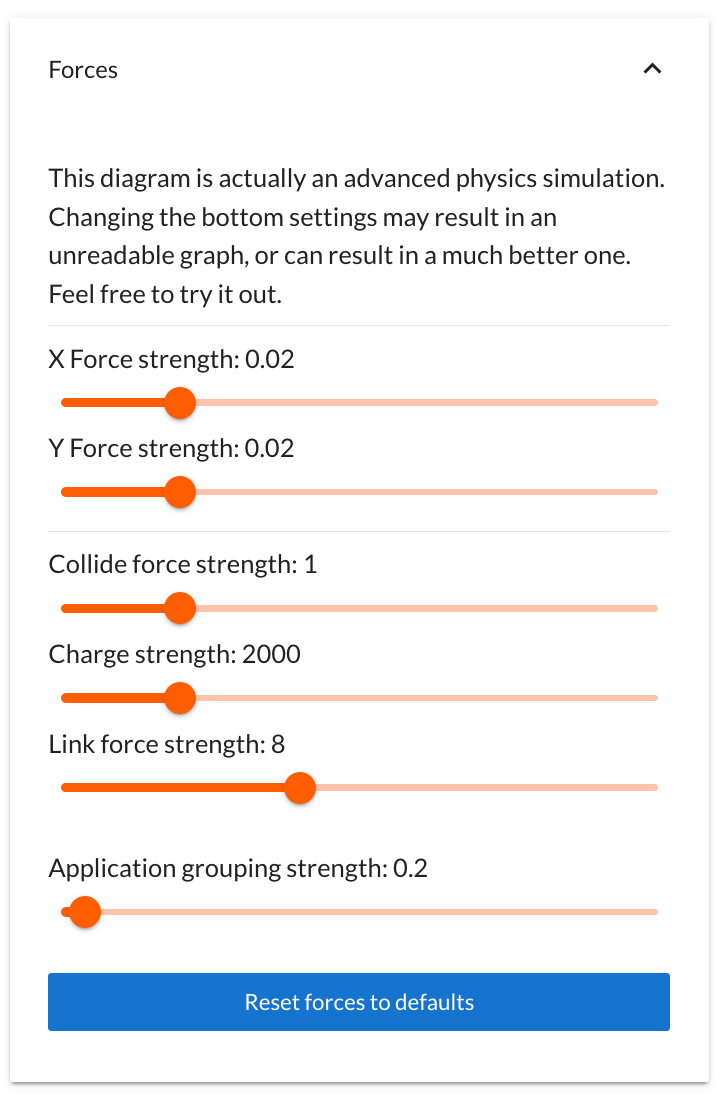 Forces
This diagram is actually an advanced physics simulation.
Changing the bottom settings may result in an
unreadable graph, or can result in a much better one.
Feel free to try it out.
X Force strength: 0.02
Y Force strength: 0.02
Collide force strength: 1
Charge strength: 2000
Link force strength: 8
Application grouping strength: 0.2
Reset forces to defaults